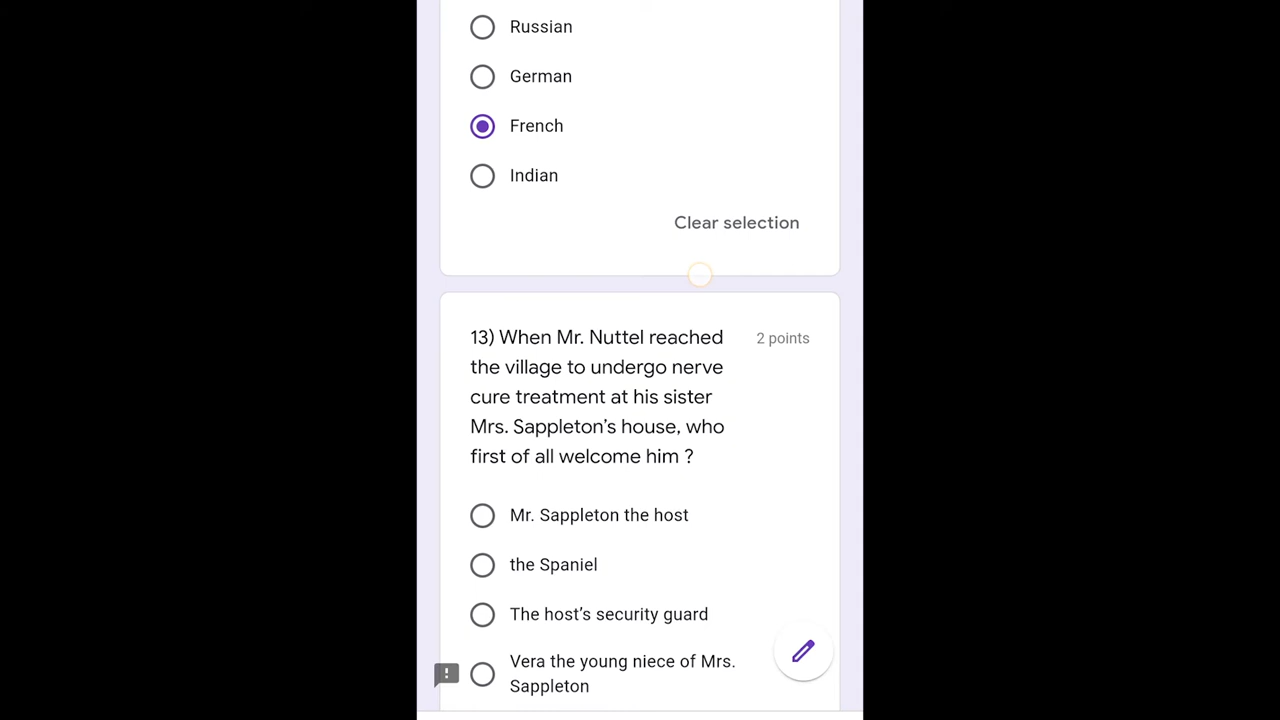 Russian
German
French
Indian
Clear selection
13) When Mr. Nuttel reached
2 points
the village to undergo nerve
cure treatment at his sister
Mrs. Sappleton’s house, who
first of all welcome him ?
Mr. Sappleton the host
the Spaniel
The host’s security guard
Vera the young niece of Mrs.
Sappleton